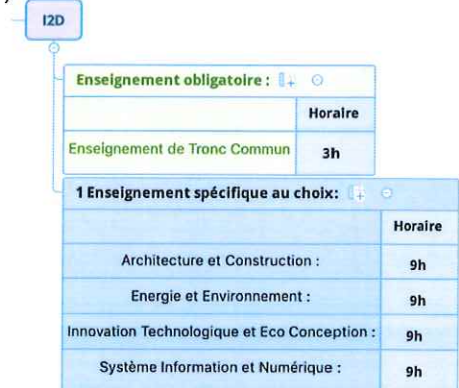 I2D
Enseignement obligatoire :
Horaire
Enseignement de Tronc Commun 3h
1 Enseignement spécifique au choix:
Horaire
Architecture et Construction : 9h
Energie et Environnement : 9h
Innovation Technologique et Eco Conception : 9h
Système Information et Numérique : 9h